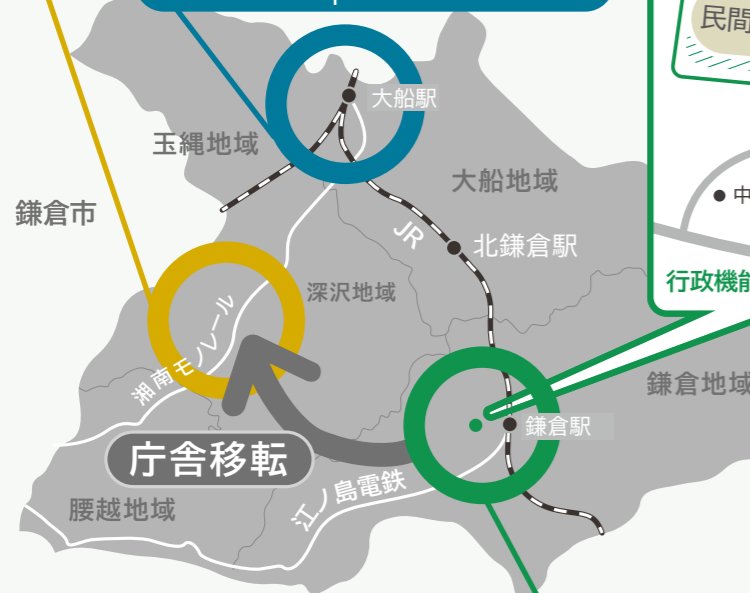 民間
大船駅
玉縄地域
大船地域
中
鎌倉市
JR
北鎌倉駅
行政機能
深沢地域
湘南モノレール
鎌倉地域
鎌倉駅
庁舎移転
江ノ島電鉄
腰越地域